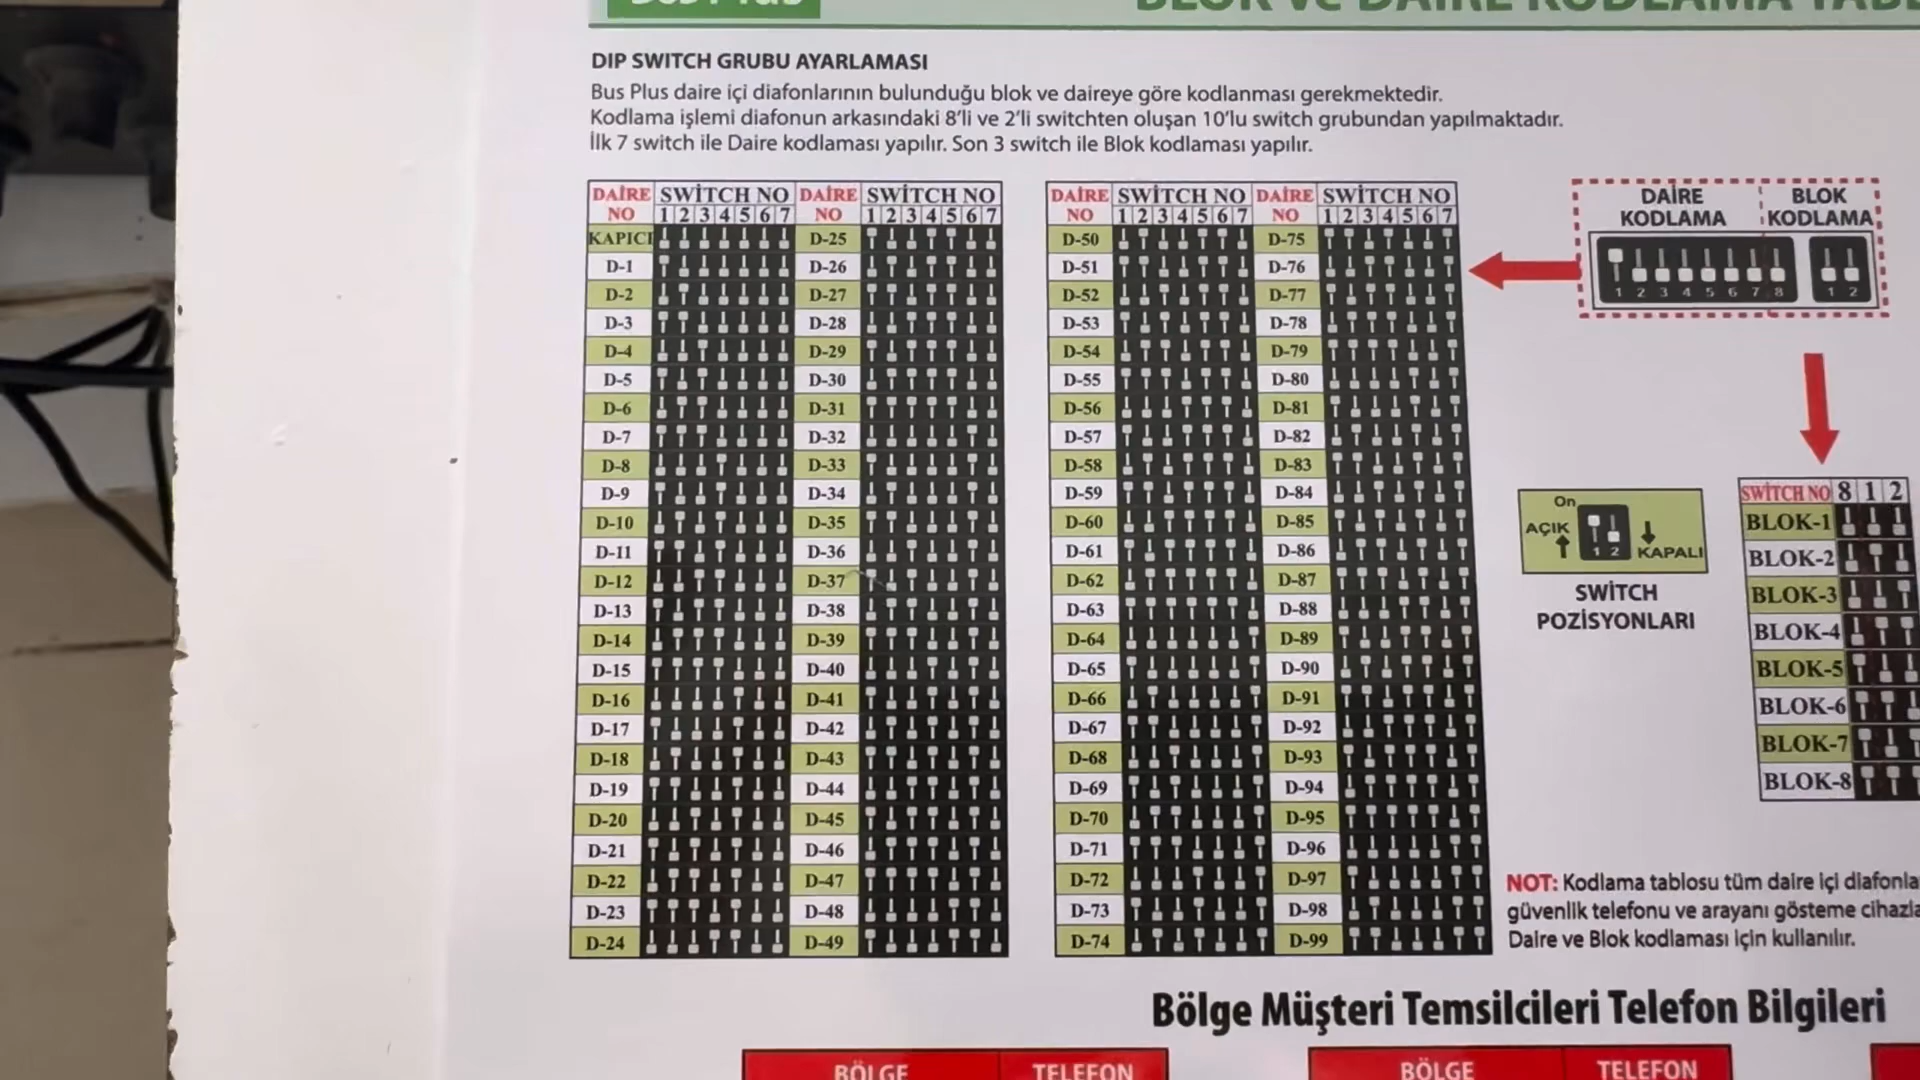 Bus Plus
BLOK ve DAİRE KODLAMA
DIP SWITCH GRUBU AYARLAMASI
Bus Plus daire içi diafonlarının bulunduğu blok ve daireye göre kodlanması gerekmektedir.
Kodlama işlemi diafonun arkasındaki 8'li ve 2'li switchten oluşan 10'lu switch grubundan yapılmaktadır.
İlk 7 switch ile Daire kodlaması yapılır. Son 3 switch ile Blok kodlaması yapılır.
DAİRE NO SWİTCH NO DAİRE NO SWİTCH NO
1 2 3 4 5 6 7 1 2 3 4 5 6 7
KAPICI D-25
D-1 D-26
D-2 D-27
D-3 D-28
D-4 D-29
D-5 D-30
D-6 D-31
D-7 D-32
D-8 D-33
D-9 D-34
D-10 D-35
D-11 D-36
D-12 D-37
D-13 D-38
D-14 D-39
D-15 D-40
D-16 D-41
D-17 D-42
D-18 D-43
D-19 D-44
D-20 D-45
D-21 D-46
D-22 D-47
D-23 D-48
D-24 D-49
DAİRE NO SWİTCH NO DAİRE NO SWİTCH NO
1 2 3 4 5 6 7 1 2 3 4 5 6 7
D-50 D-75
D-51 D-76
D-52 D-77
D-53 D-78
D-54 D-79
D-55 D-80
D-56 D-81
D-57 D-82
D-58 D-83
D-59 D-84
D-60 D-85
D-61 D-86
D-62 D-87
D-63 D-88
D-64 D-89
D-65 D-90
D-66 D-91
D-67 D-92
D-68 D-93
D-69 D-94
D-70 D-95
D-71 D-96
D-72 D-97
D-73 D-98
D-74 D-99
DAİRE KODLAMA
BLOK KODLAMA
1 2 3 4 5 6 7 8 1 2
On
AÇIK
1 2
KAPALI
SWİTCH
POZİSYONLARI
SWİTCH NO 8 1 2
BLOK-1
BLOK-2
BLOK-3
BLOK-4
BLOK-5
BLOK-6
BLOK-7
BLOK-8
NOT: Kodlama tablosu tüm daire içi diafonla
güvenlik telefonu ve arayanı gösteme cihazla
Daire ve Blok kodlaması için kullanılır.
Bölge Müşteri Temsilcileri Telefon Bilgileri
BÖLGE TELEFON BÖLGE TELEFON